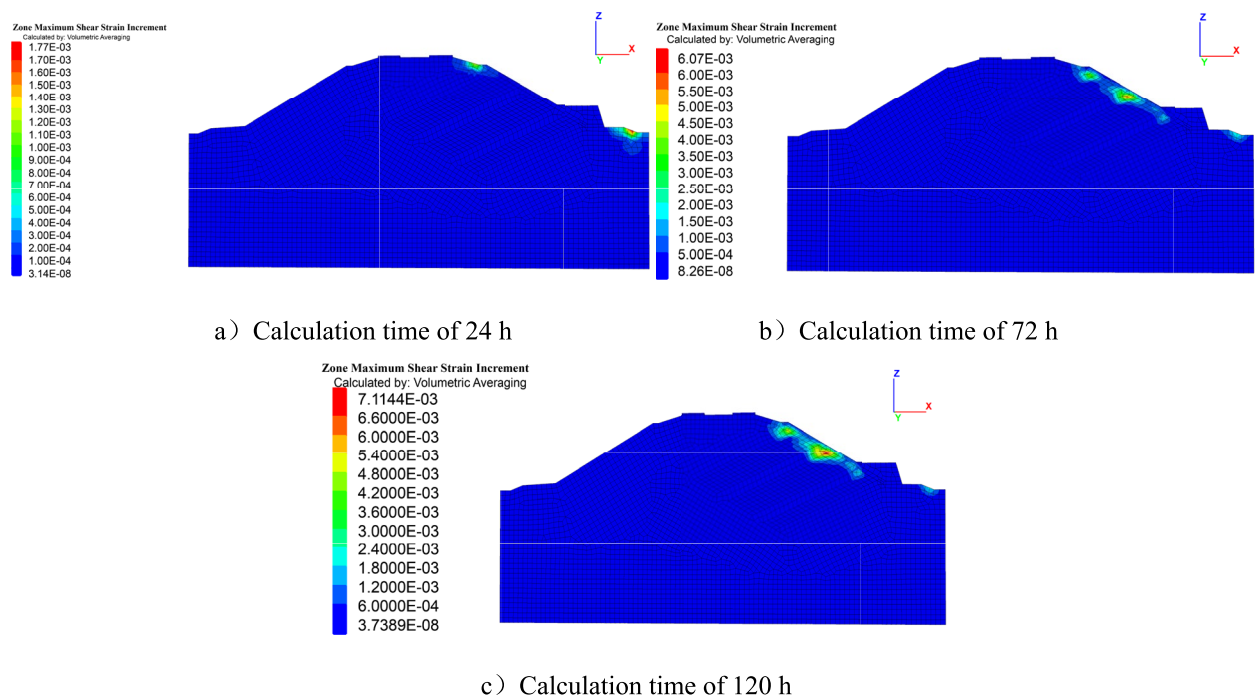 Zone Maximum Shear Strain Increment
Calculated by: Volumetric Averaging
1.77E-03
1.70E-03
1.60E-03
1.40E-03
1.30E-03
1.20E-03
1.10E-03
1.00E-03
9.00E-04
8.00E-04
7.00E-04
6.00E-04
5.00E-04
4.00E-04
3.00E-04
2.00E-04
1.00E-04
3.14E-08
Z
X
Y
a）Calculation time of 24 h
Zone Maximum Shear Strain Increment
Calculated by: Volumetric Averaging
6.07E-03
6.00E-03
5.50E-03
5.00E-03
4.50E-03
4.00E-03
3.50E-03
3.00E-03
2.50E-03
2.00E-03
1.50E-03
1.00E-03
5.00E-04
8.26E-08
Z
X
Y
b）Calculation time of 72 h
Zone Maximum Shear Strain Increment
Calculated by: Volumetric Averaging
7.1144E-03
6.6000E-03
6.0000E-03
5.4000E-03
4.8000E-03
4.2000E-03
3.6000E-03
3.0000E-03
2.4000E-03
1.8000E-03
1.2000E-03
6.0000E-04
3.7389E-08
Z
X
Y
c）Calculation time of 120 h